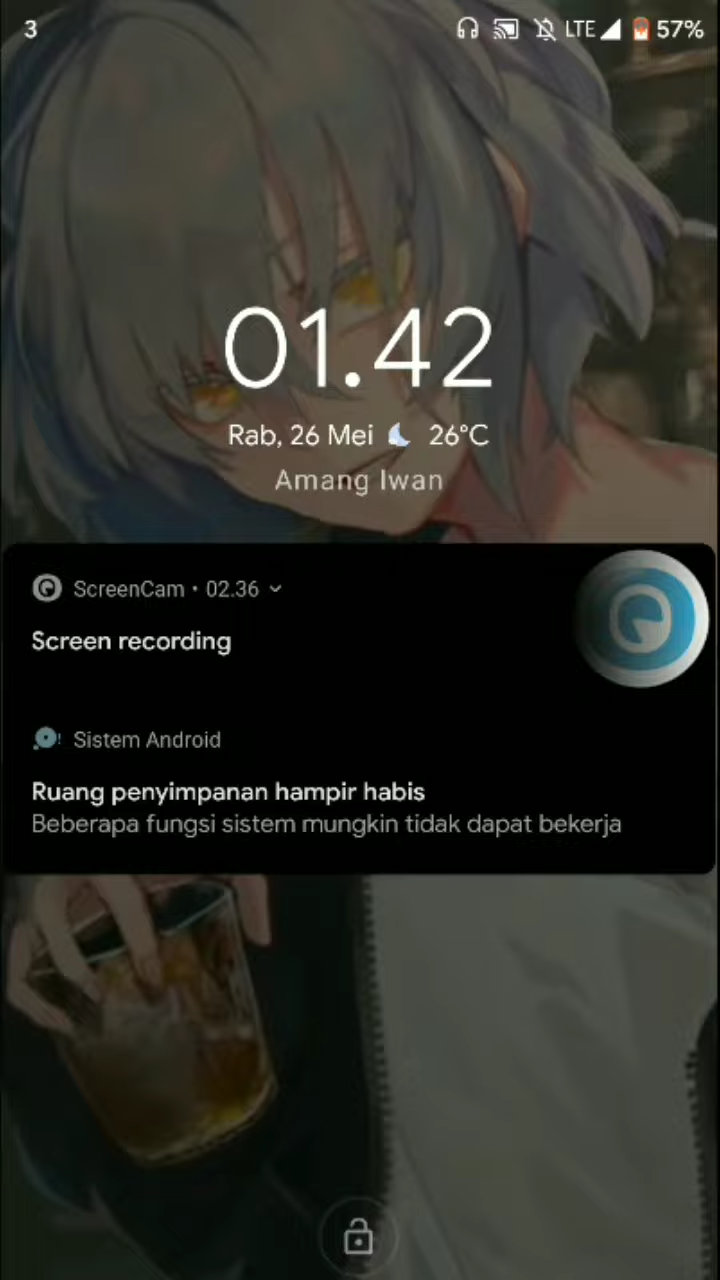 3
LTE 57%
01.42
Rab, 26 Mei 26°C
Amang Iwan
ScreenCam • 02.36
Screen recording
Sistem Android
Ruang penyimpanan hampir habis
Beberapa fungsi sistem mungkin tidak dapat bekerja